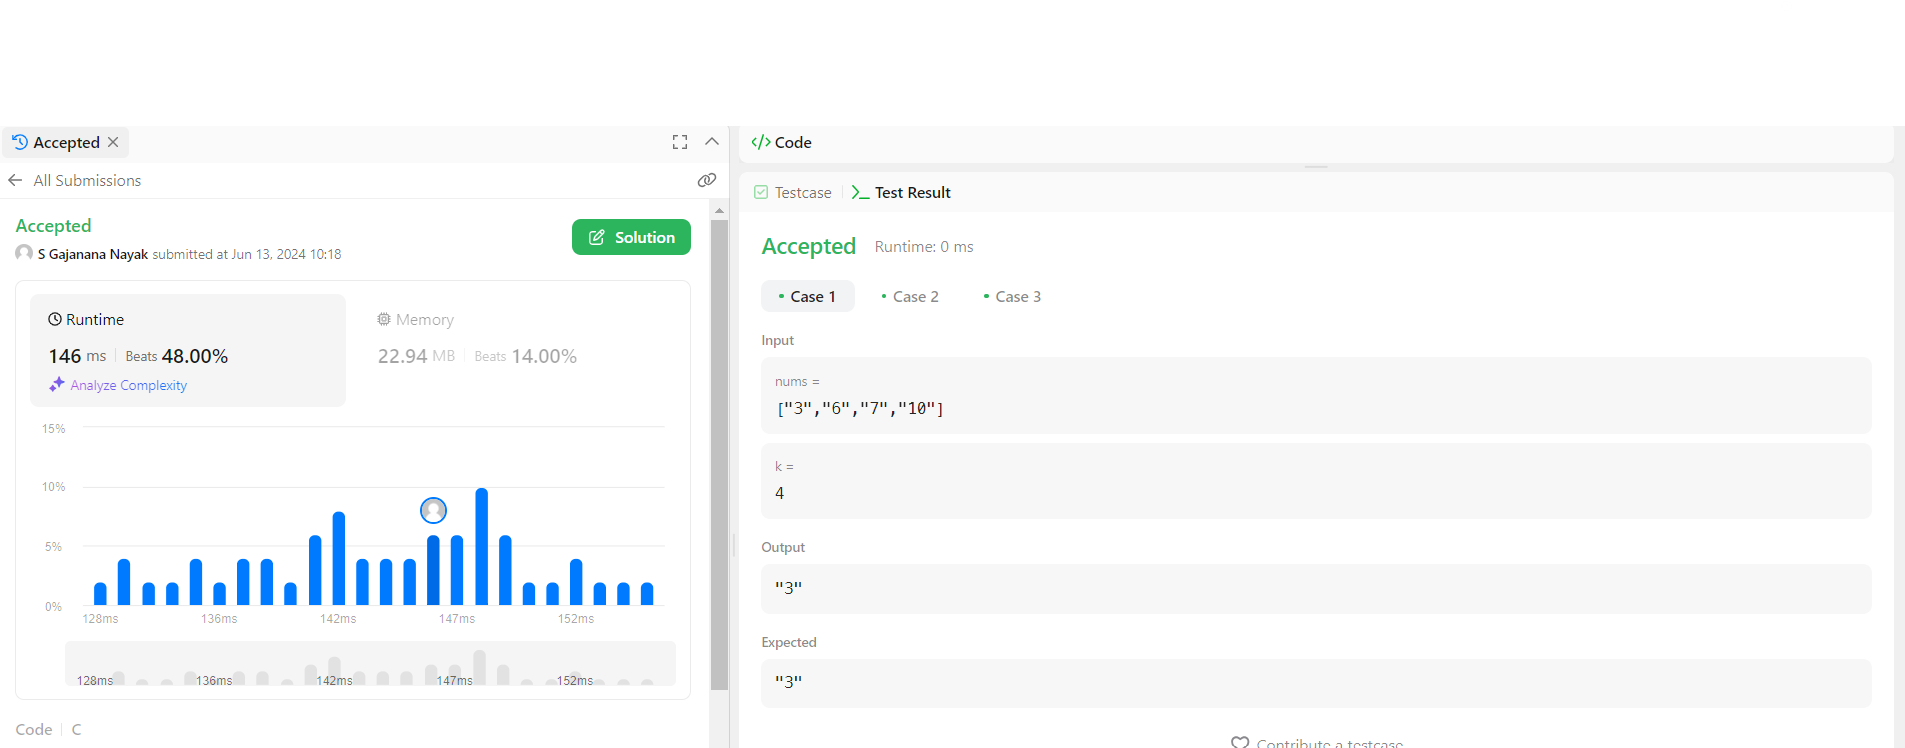 Accepted
All Submissions
Accepted
S Gajanana Nayak submitted at Jun 13, 2024 10:18
Solution
Runtime
146 ms Beats 48.00%
Analyze Complexity
Memory
22.94 MB Beats 14.00%
15%
10%
5%
0%
128ms 136ms 142ms 147ms 152ms
128ms 136ms 142ms 147ms 152ms
Code C
</> Code
Testcase Test Result
Accepted Runtime: 0 ms
Case 1 Case 2 Case 3
Input
nums =
["3","6","7","10"]
k =
4
Output
"3"
Expected
"3"
Contribute a testcase